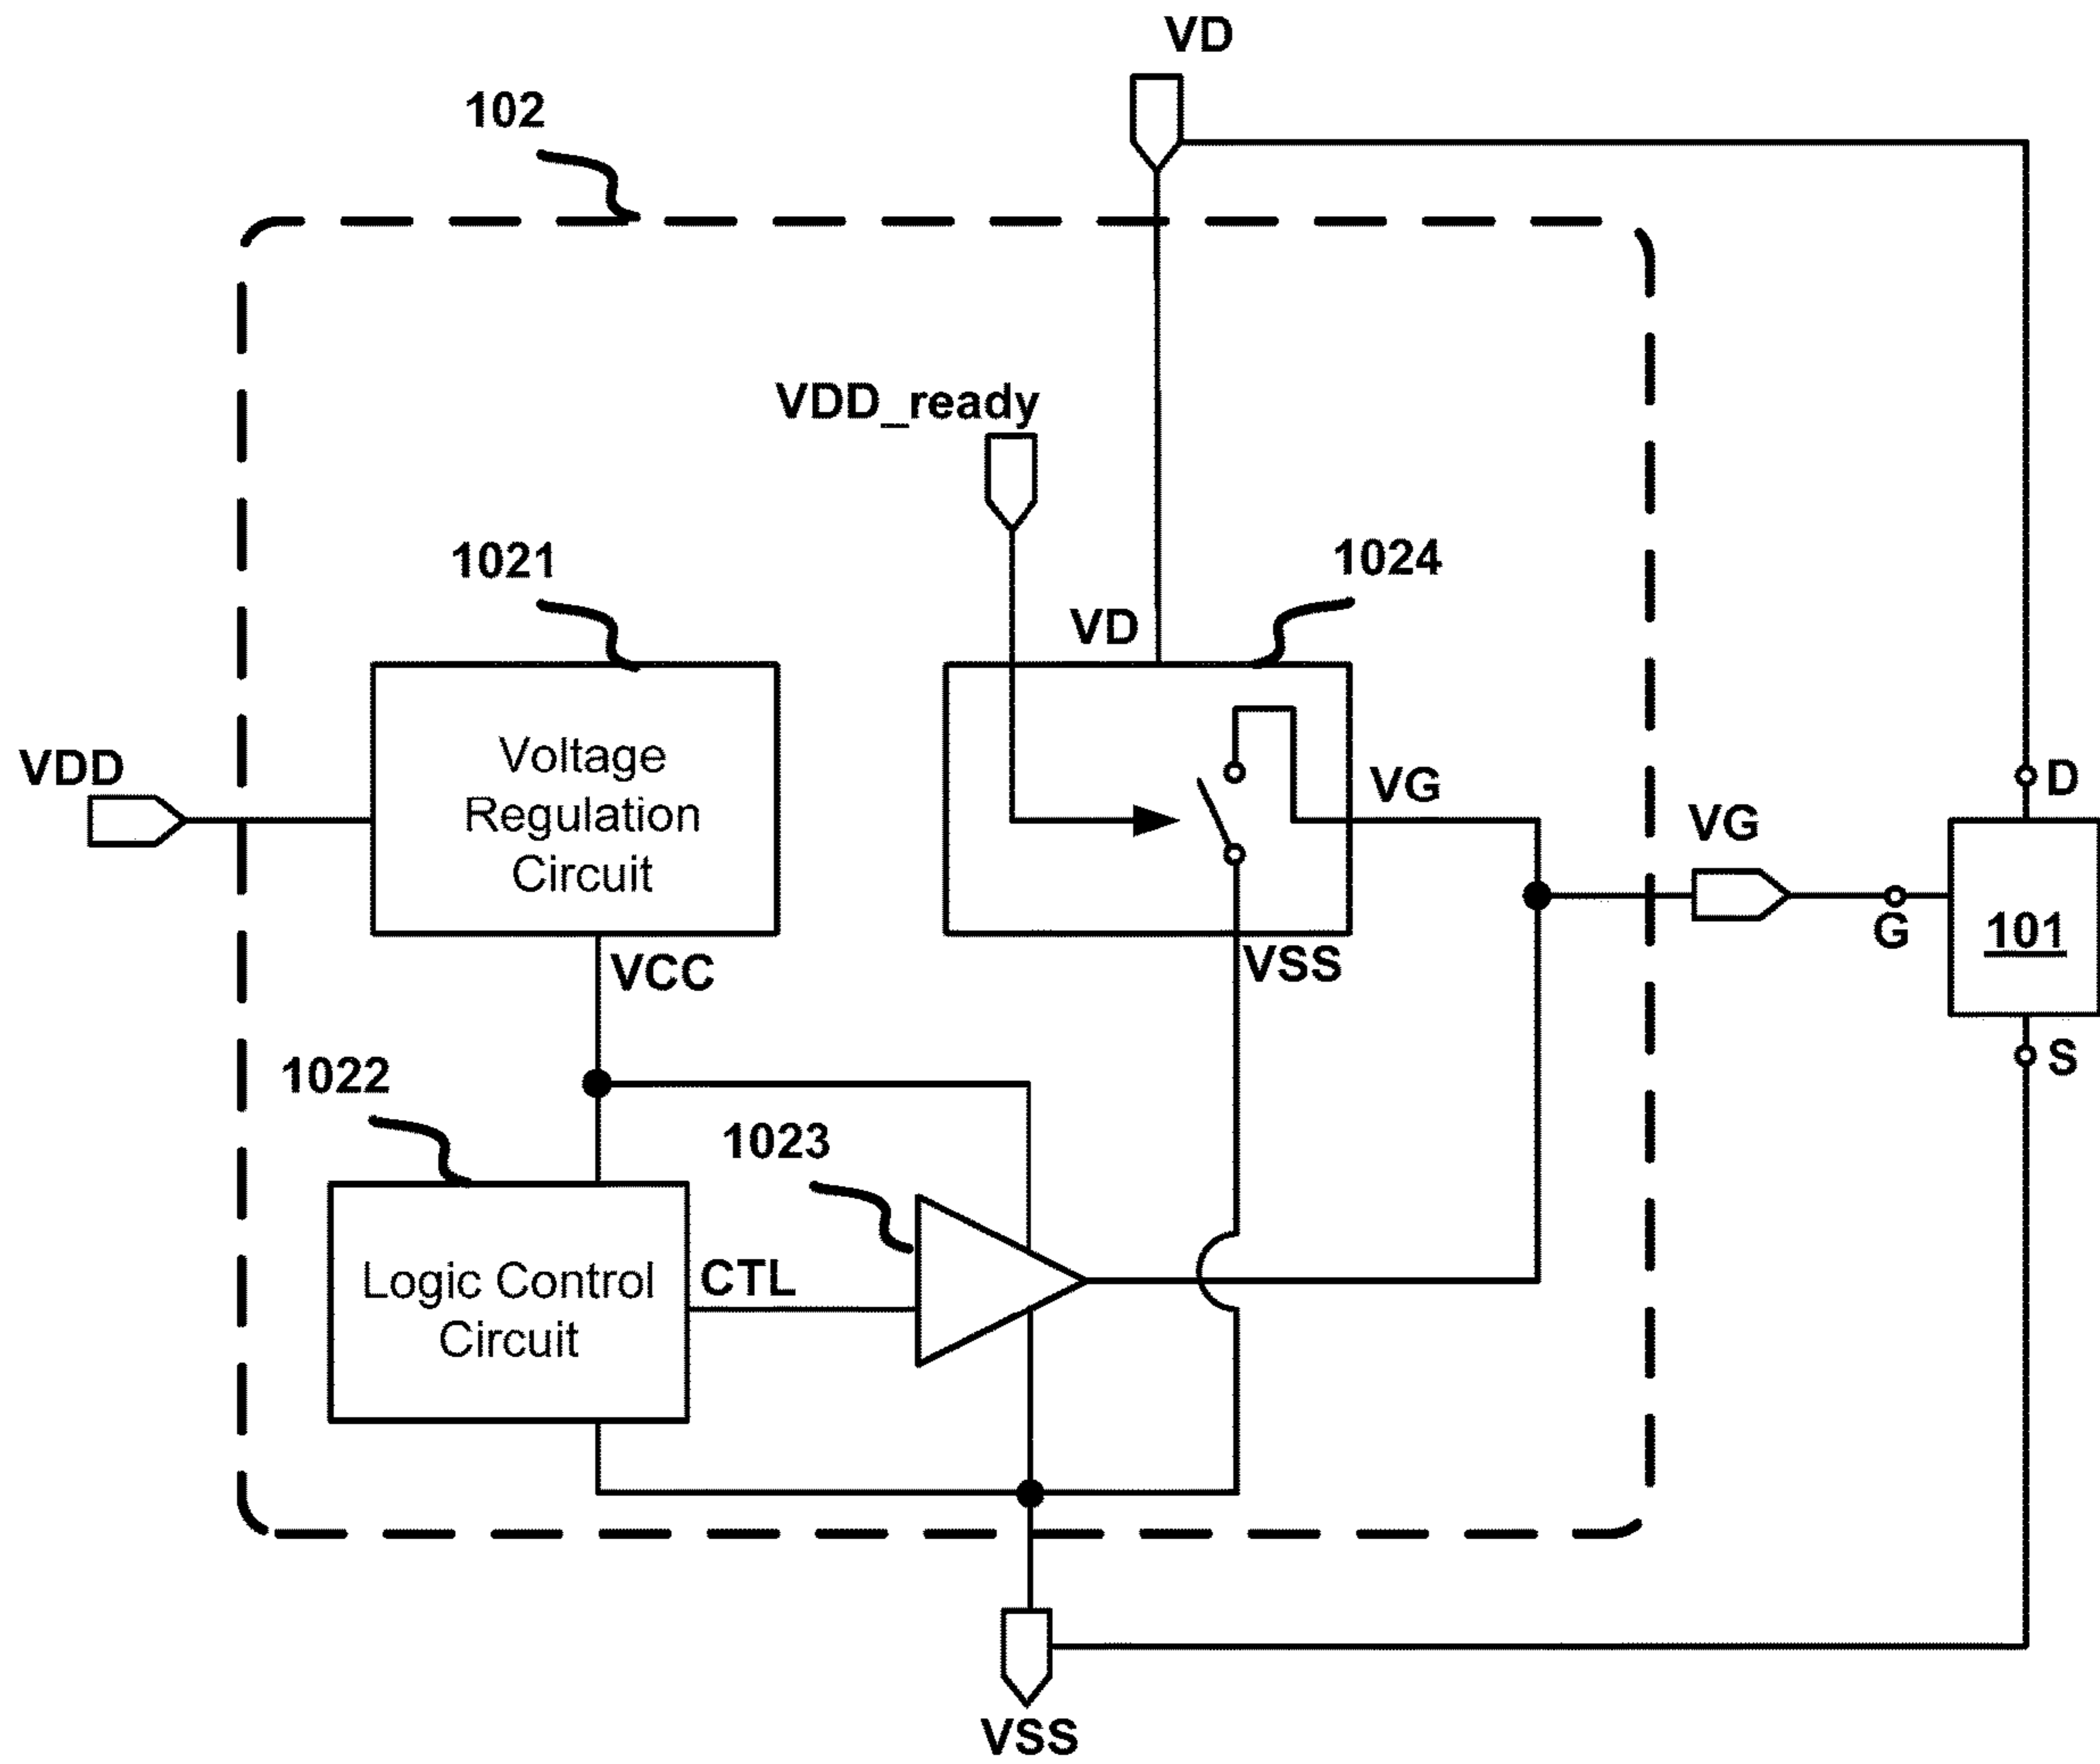 VD
102
VDD_ready
1021
1024
VD
Voltage
Regulation
Circuit
VDD
VG
VG
D
101
G
S
VCC
VSS
1022
1023
Logic Control
Circuit
CTL
VSS